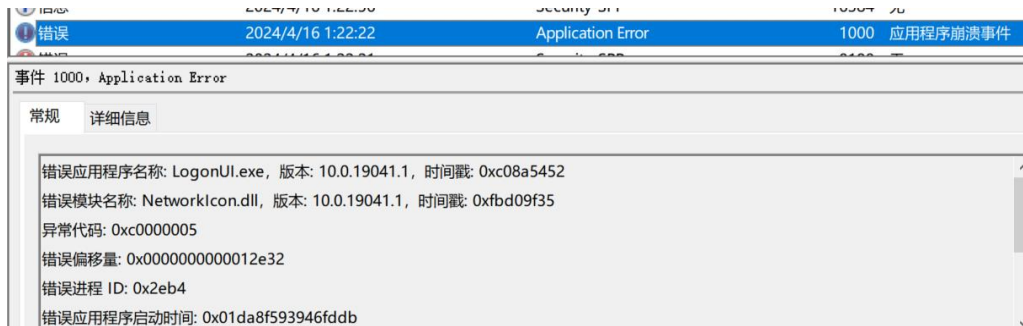 错误 2024/4/16 1:22:22 Application Error 1000 应用程序崩溃事件
事件 1000，Application Error
常规 详细信息
错误应用程序名称: LogonUI.exe，版本: 10.0.19041.1，时间戳: 0xc08a5452
错误模块名称: NetworkIcon.dll，版本: 10.0.19041.1，时间戳: 0xfbd09f35
异常代码: 0xc0000005
错误偏移量: 0x0000000000012e32
错误进程 ID: 0x2eb4
错误应用程序启动时间: 0x01da8f593946fddb